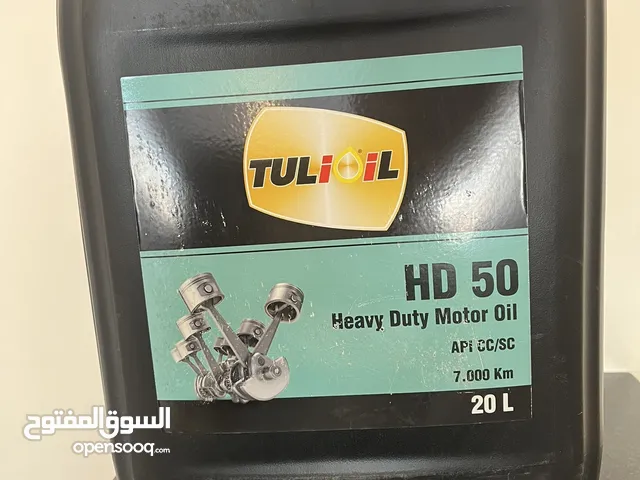 TULiOiL
HD 50
Heavy Duty Motor Oil
API CC/SC
7.000 Km
20 L
السوق المفتوح
opensooq.com